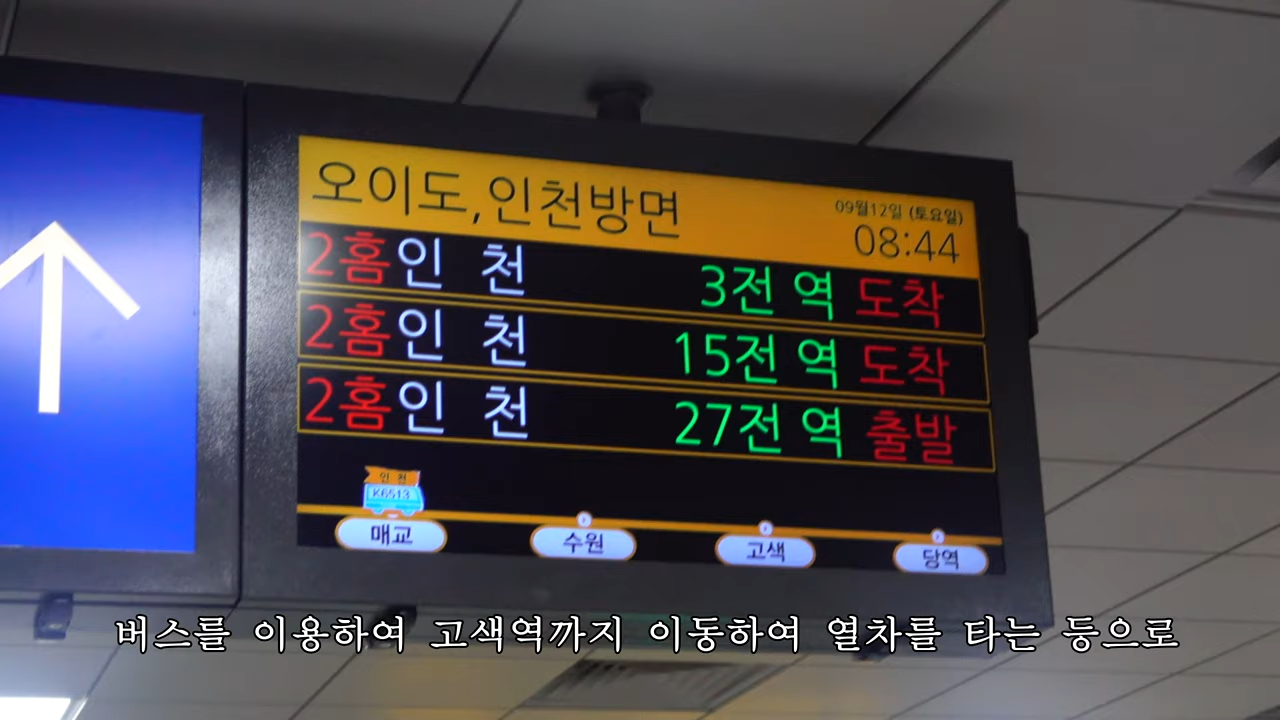 오이도,인천방면
09월12일 (토요일)
08:44
2홈 인 천 3전 역 도착
2홈 인 천 15전 역 도착
2홈 인 천 27전 역 출발
인 천
K6513
매교 수원 고색 당역
버스를 이용하여 고색역까지 이동하여 열차를 타는 등으로